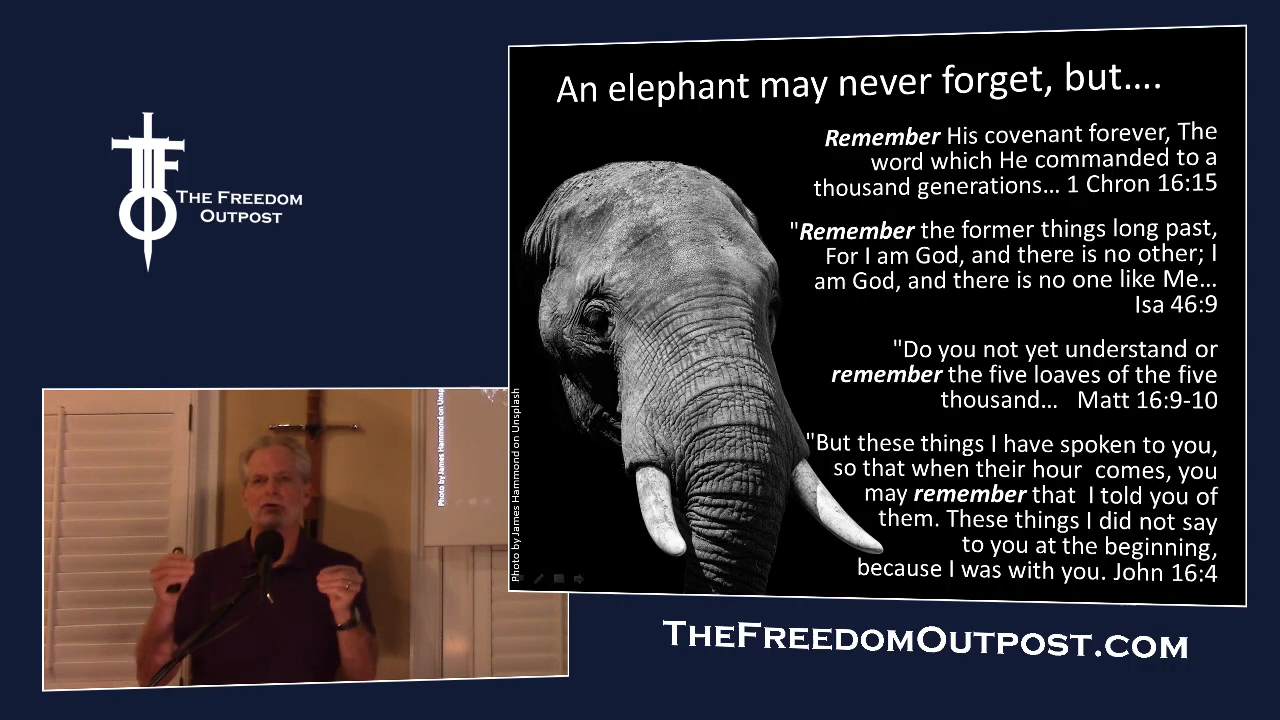 THE FREEDOM
OUTPOST
An elephant may never forget, but....
Remember His covenant forever, The
word which He commanded to a
thousand generations... 1 Chron 16:15
"Remember the former things long past,
For I am God, and there is no other; I
am God, and there is no one like Me...
Isa 46:9
"Do you not yet understand or
remember the five loaves of the five
thousand... Matt 16:9-10
"But these things I have spoken to you,
so that when their hour comes, you
may remember that I told you of
them. These things I did not say
to you at the beginning,
because I was with you. John 16:4
Photo by James Hammond on Unsplash
Photo by James Hammond on Unsp
THEFREEDOMOUTPOST.COM